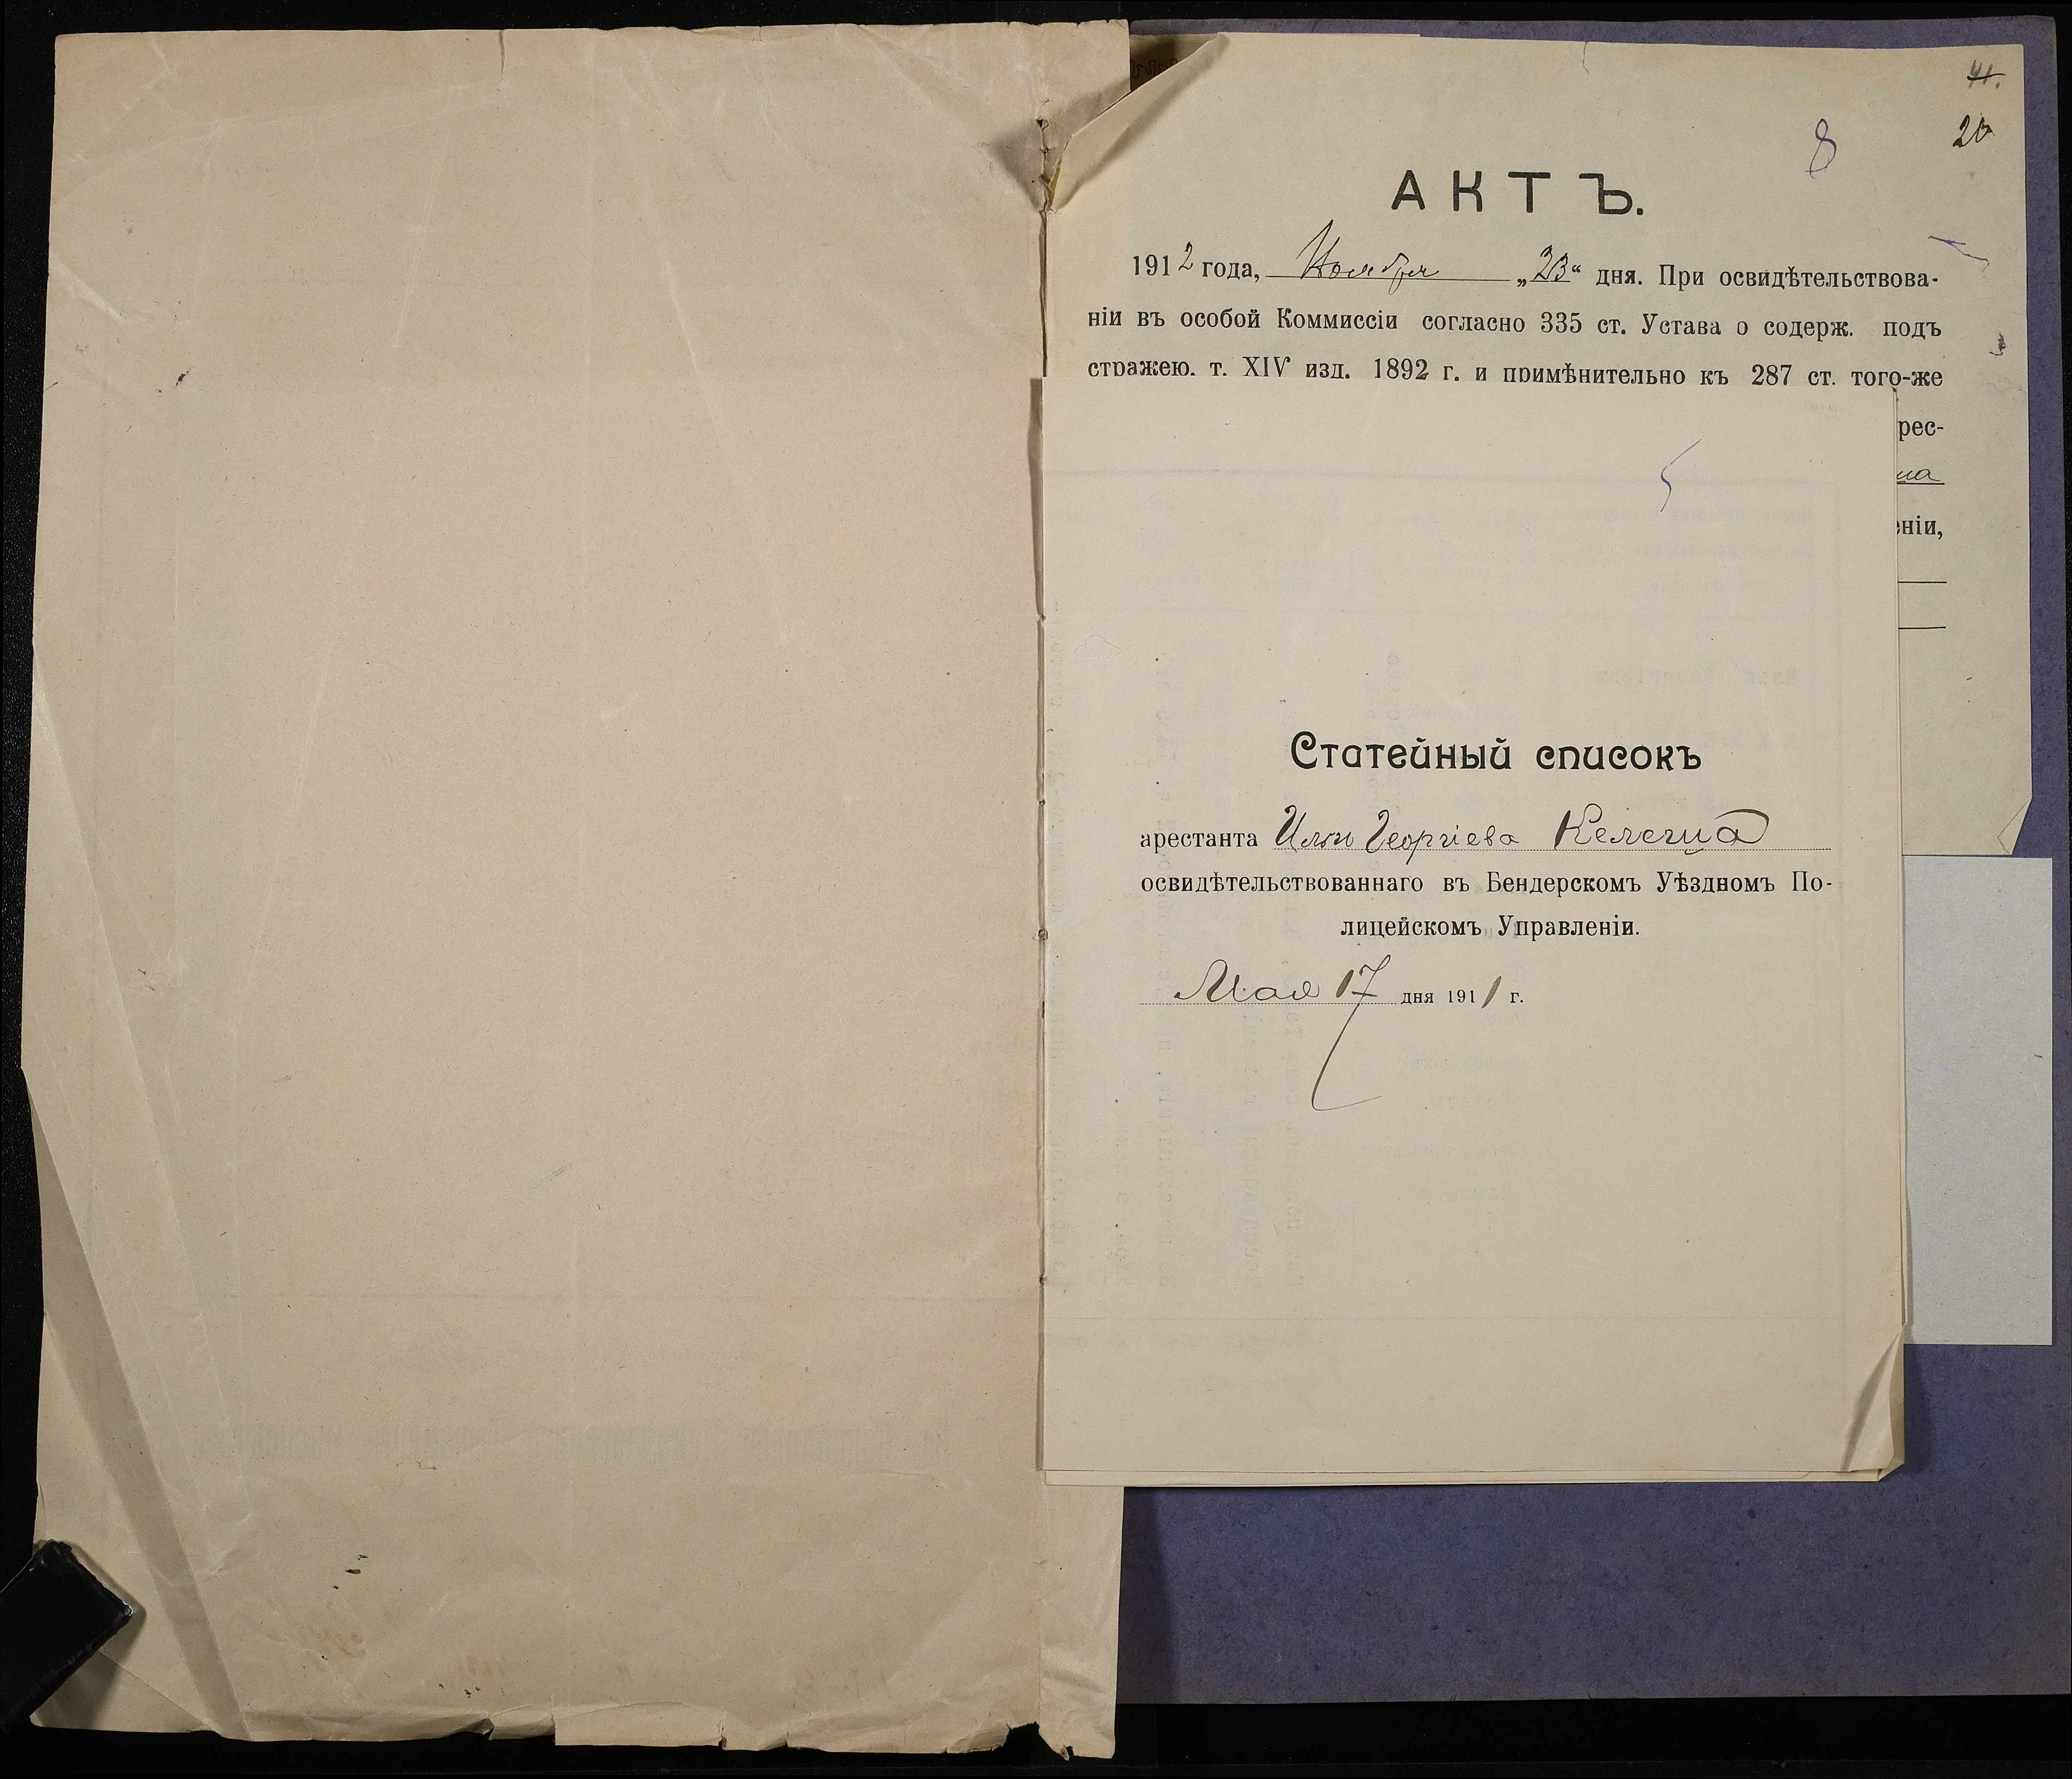 41.
20
8
АКТЪ.
1912 года, Ноября „23“ дня. При освидѣтельствова-
ніи въ особой Коммиссіи согласно 335 ст. Устава о содерж. подъ
стражею. т. XIV изд. 1892 г. и примѣнительно къ 287 ст. того-же
рес-
ніи,
5
Статейный списокъ
арестанта Ильи Георгіева Келегица
освидѣтельствованнаго въ Бендерскомъ Уѣздномъ По-
лицейскомъ Управленіи.
Мая 17 дня 1911 г.